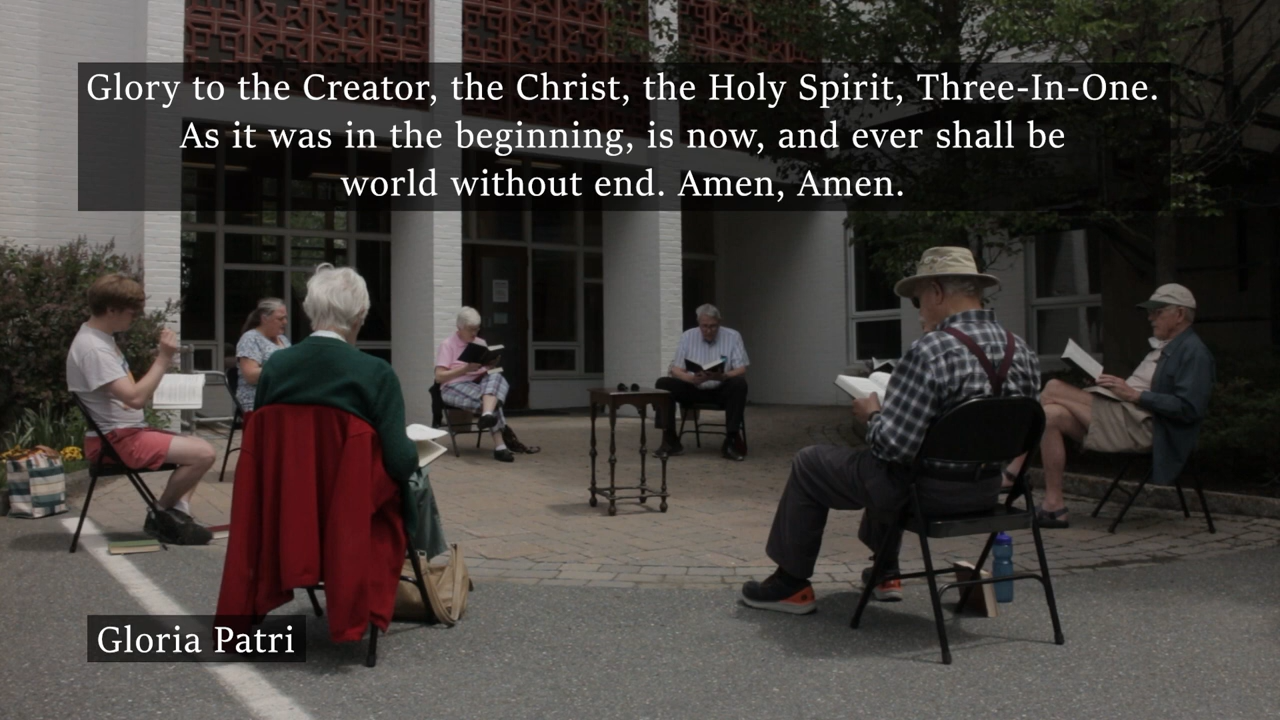 Glory to the Creator, the Christ, the Holy Spirit, Three-In-One.
As it was in the beginning, is now, and ever shall be
world without end. Amen, Amen.
Gloria Patri